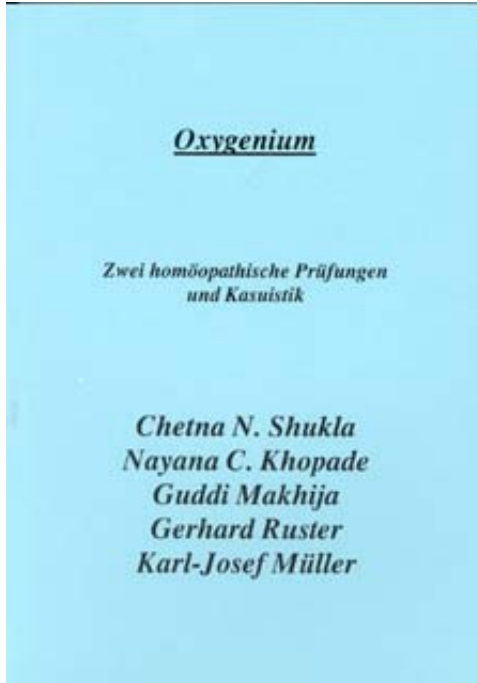 Oxygenium
Zwei homöopathische Prüfungen
und Kasuistik
Chetna N. Shukla
Nayana C. Khopade
Guddi Makhija
Gerhard Ruster
Karl-Josef Müller